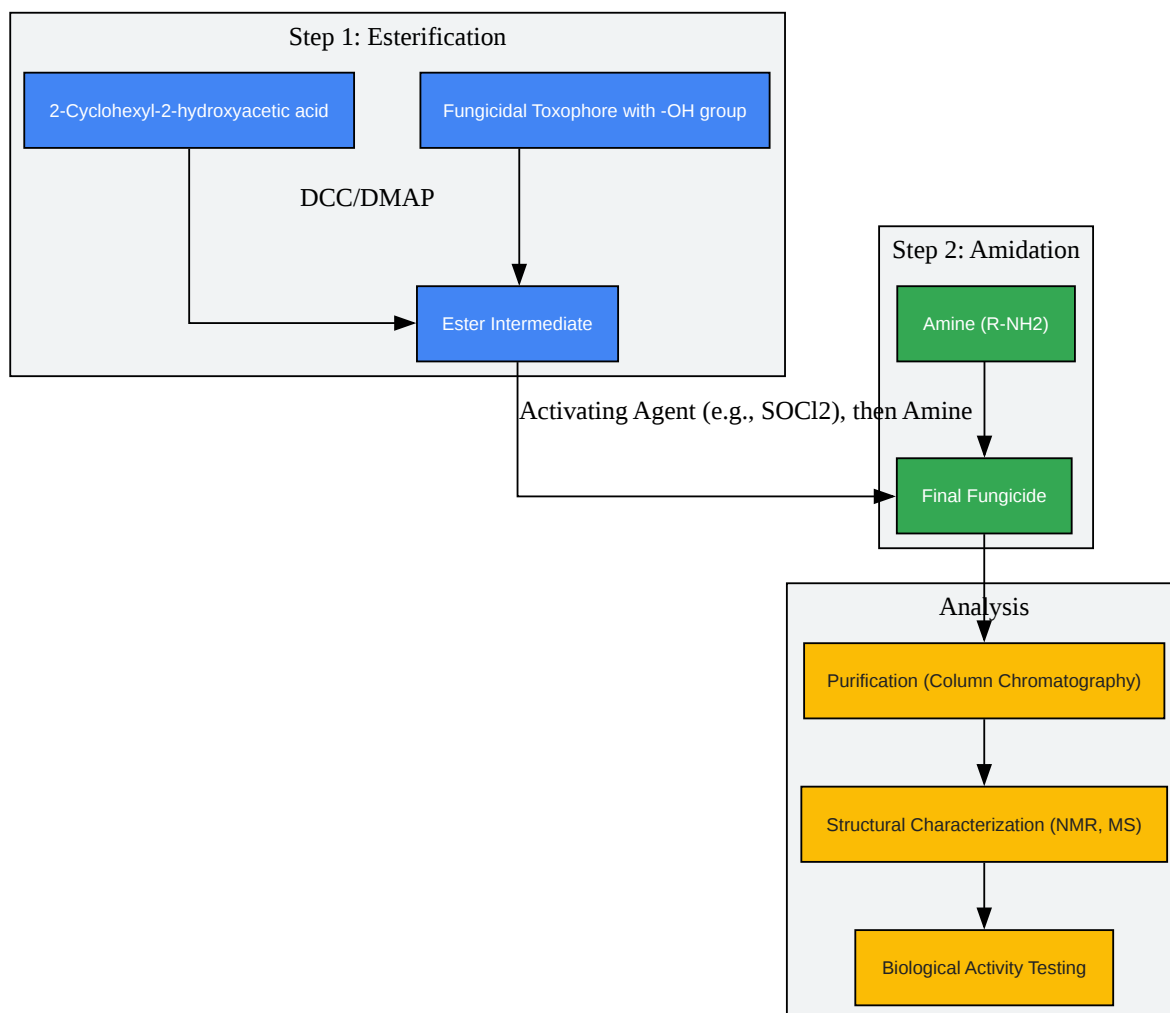 Step 1: Esterification
2-Cyclohexyl-2-hydroxyacetic acid
Fungicidal Toxophore with -OH group
DCC/DMAP
Step 2: Amidation
Ester Intermediate
Amine (R-NH2)
Activating Agent (e.g., SOCl2), then Amine
Final Fungicide
Analysis
Purification (Column Chromatography)
Structural Characterization (NMR, MS)
Biological Activity Testing